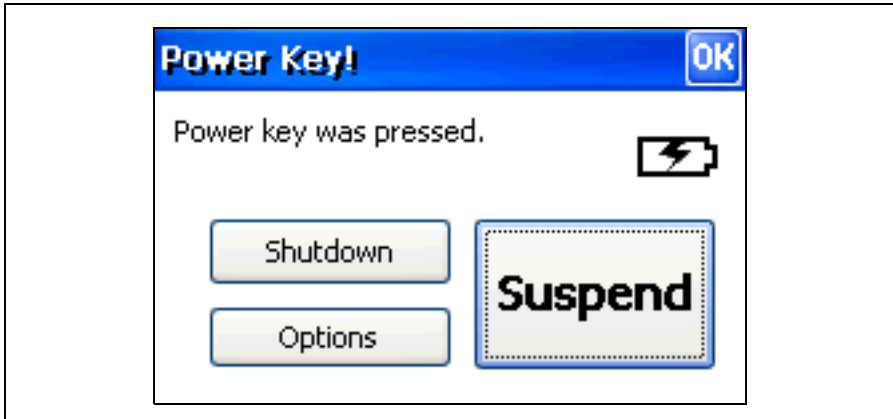 Power Key!
OK
Power key was pressed.
Shutdown
Suspend
Options